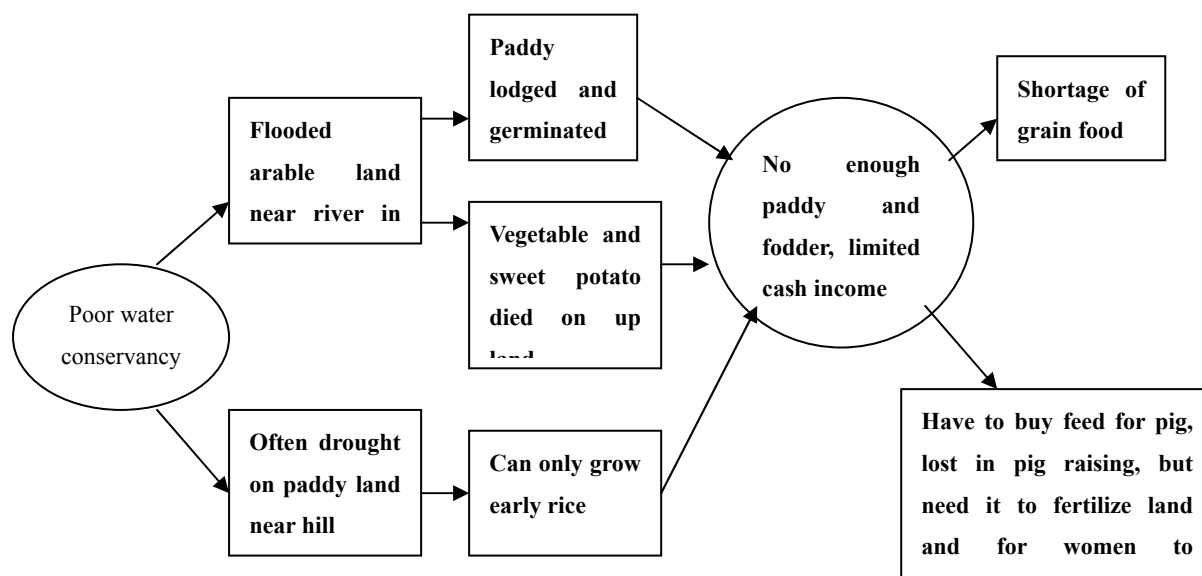 Poor water
conservancy
Flooded
arable land
near river in
Often drought
on paddy land
near hill
Paddy
lodged and
germinated
Vegetable and
sweet potato
died on up
Can only grow
early rice
No enough
paddy and
fodder, limited
cash income
Shortage of
grain food
Have to buy feed for pig,
lost in pig raising, but
need it to fertilize land
and for women to